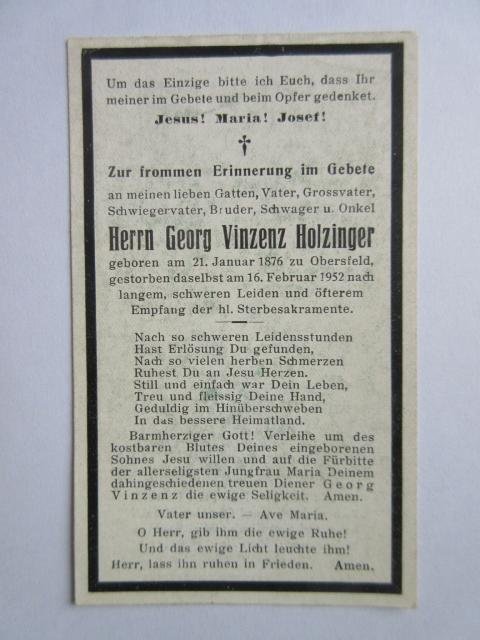 Um das Einzige bitte ich Euch, dass Ihr
meiner im Gebete und beim Opfer gedenket.
Jesus! Maria! Josef!
†
Zur frommen Erinnerung im Gebete
an meinen lieben Gatten, Vater, Grossvater,
Schwiegervater, Bruder, Schwager u. Onkel
Herrn Georg Vinzenz Holzinger
geboren am 21. Januar 1876 zu Obersfeld,
gestorben daselbst am 16. Februar 1952 nach
langem, schweren Leiden und öfterem
Empfang der hl. Sterbesakramente.
Nach so schweren Leidensstunden
Hast Erlösung Du gefunden,
Nach so vielen herben Schmerzen
Ruhest Du an Jesu Herzen.
Still und einfach war Dein Leben,
Treu und fleissig Deine Hand,
Geduldig im Hinüberschweben
In das bessere Heimatland.
Barmherziger Gott! Verleihe um des
kostbaren Blutes Deines eingeborenen
Sohnes Jesu willen und auf die Fürbitte
der allerseligsten Jungfrau Maria Deinem
dahingeschiedenen treuen Diener Georg
Vinzenz die ewige Seligkeit. Amen.
Vater unser. — Ave Maria.
O Herr, gib ihm die ewige Ruhe!
Und das ewige Licht leuchte ihm!
Herr, lass ihn ruhen in Frieden. Amen.